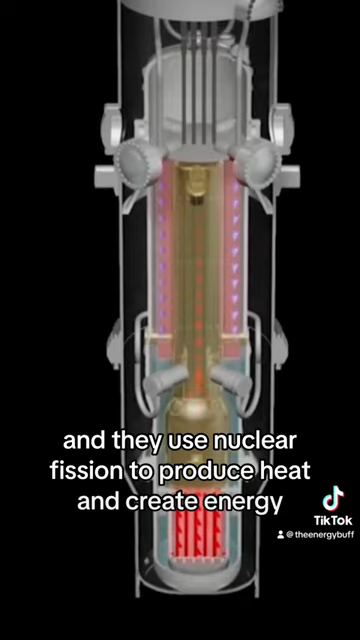 and they use nuclear
fission to produce heat
and create energy
TikTok
@theenergybuff